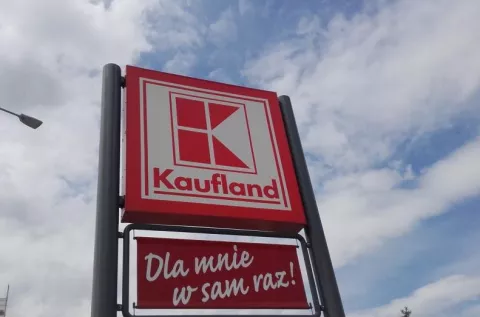 Kaufland
Dla mnie
w sam raz!